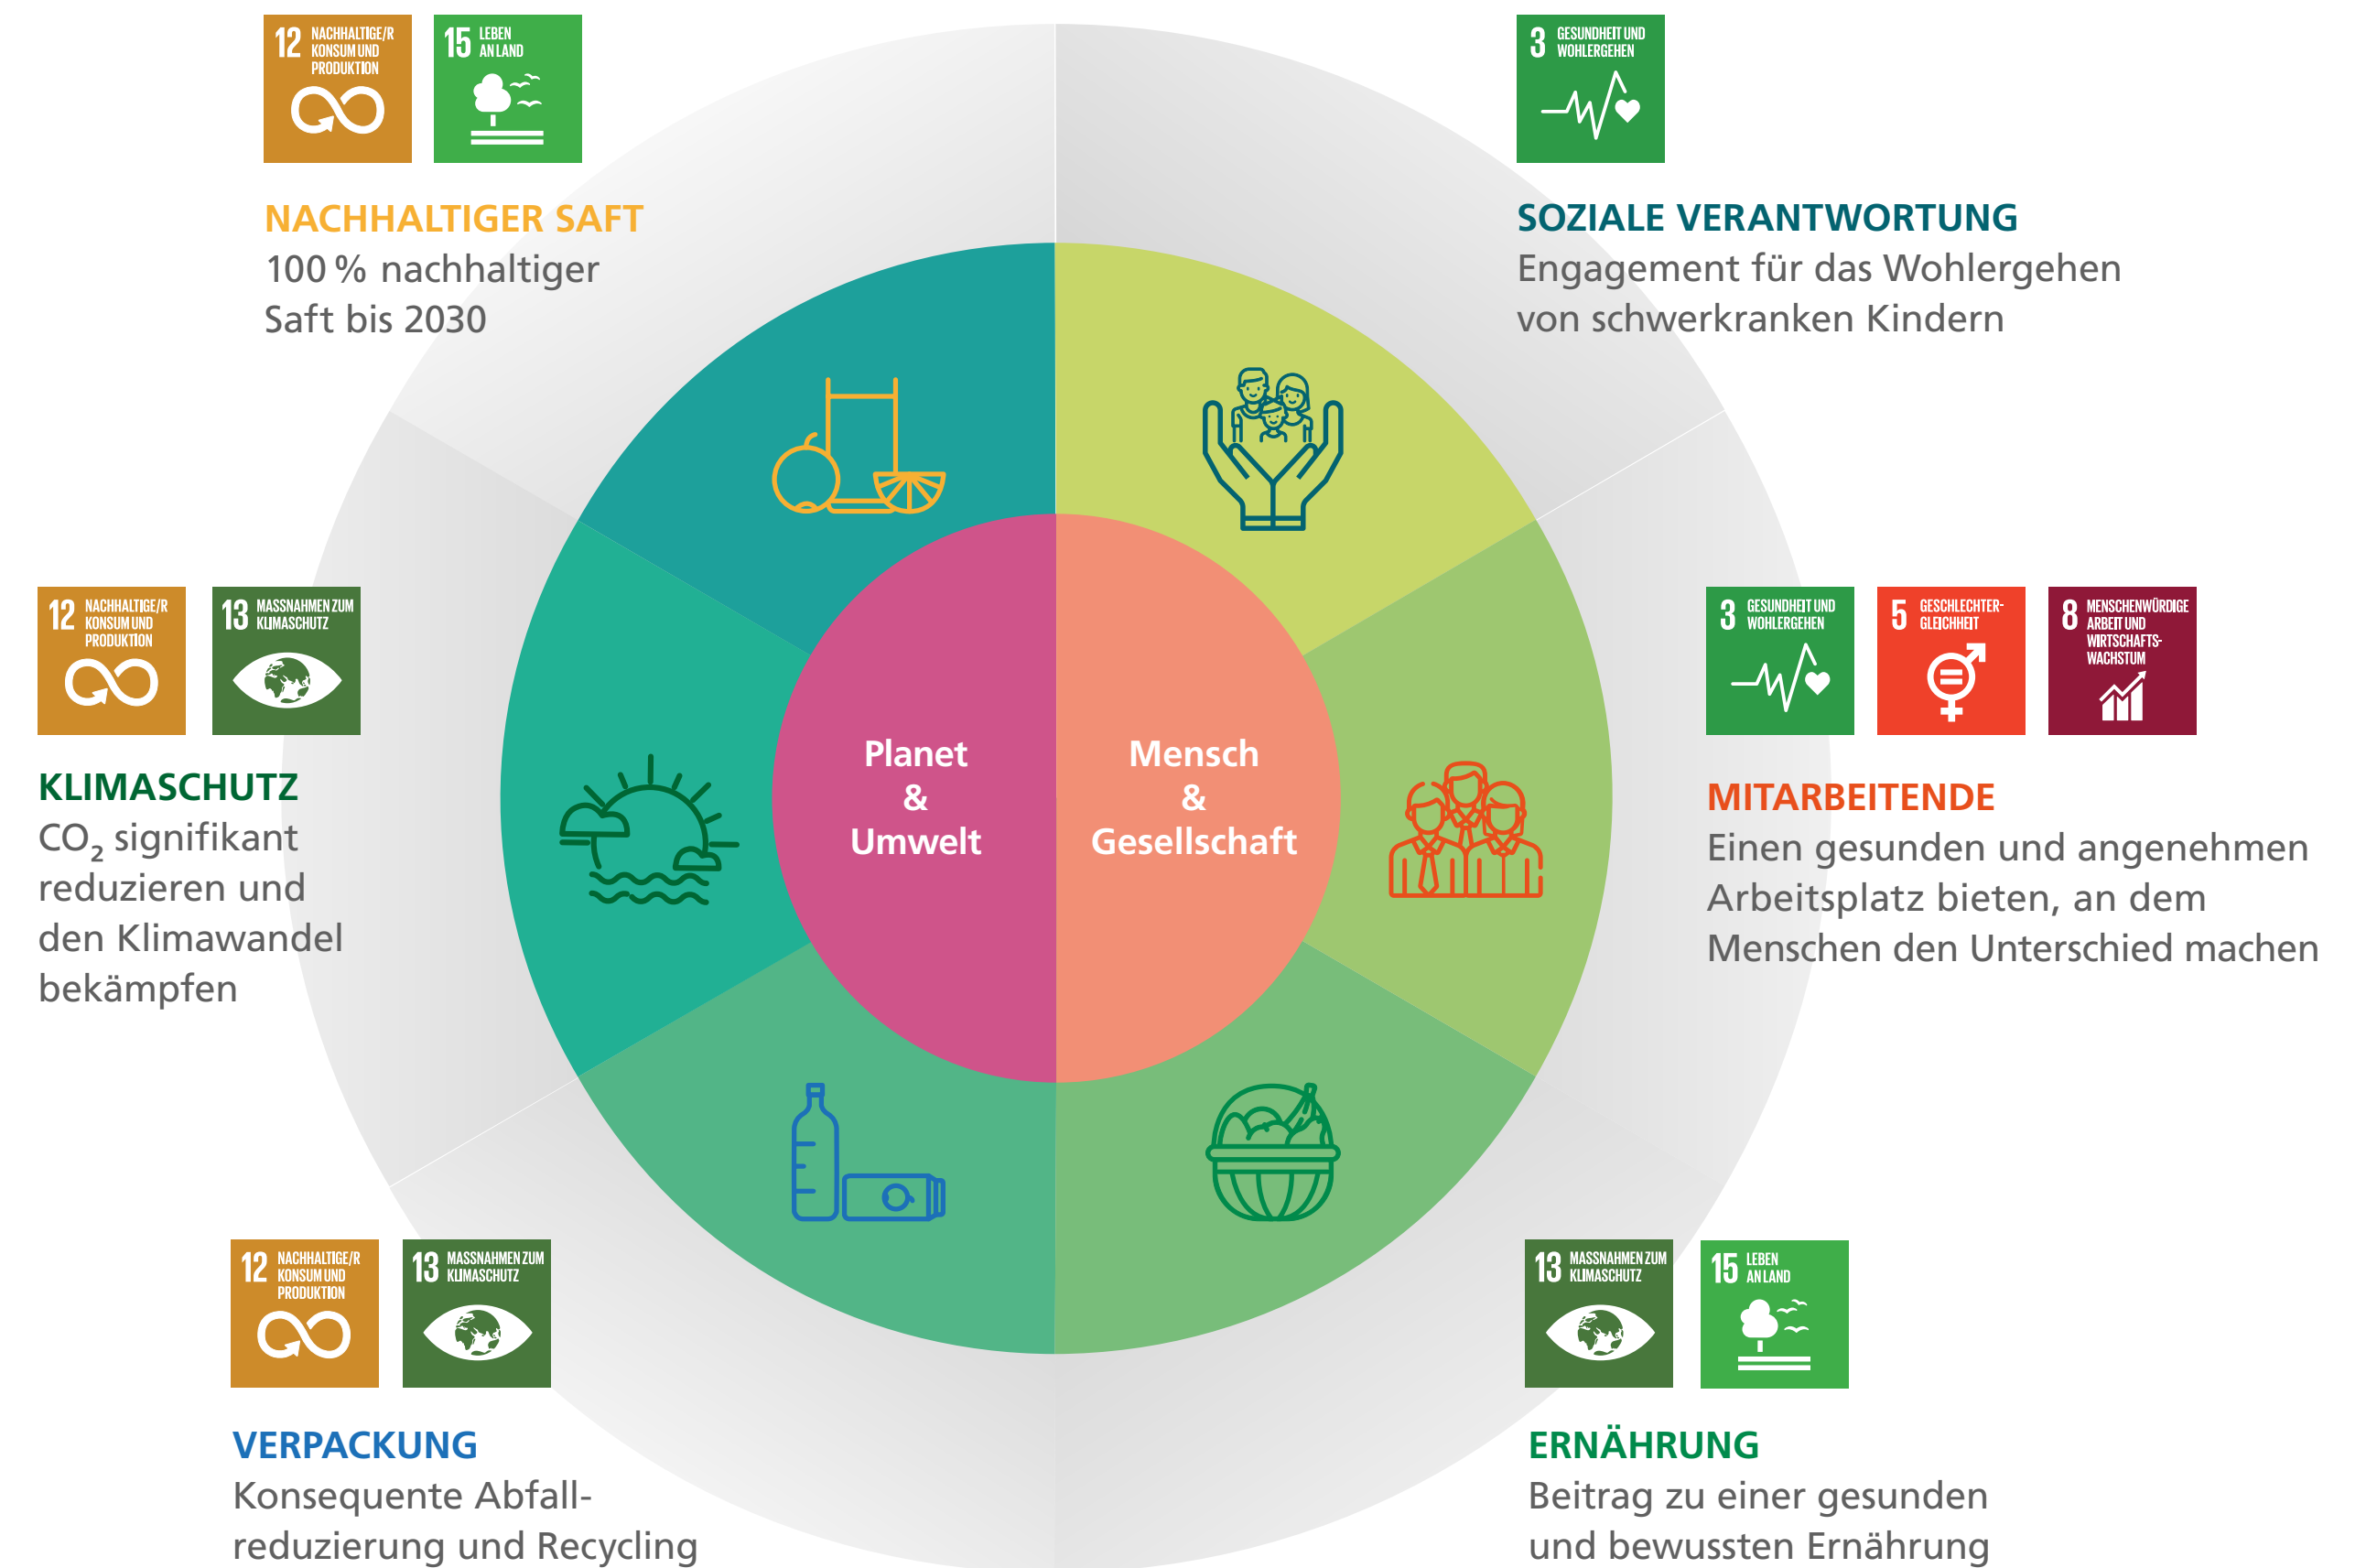 12 NACHHALTIGE/R
KONSUM UND
PRODUKTION
15 LEBEN
AN LAND
NACHHALTIGER SAFT
100 % nachhaltiger
Saft bis 2030
3 GESUNDHEIT UND
WOHLERGEHEN
SOZIALE VERANTWORTUNG
Engagement für das Wohlergehen
von schwerkranken Kindern
12 NACHHALTIGE/R
KONSUM UND
PRODUKTION
13 MASSNAHMEN ZUM
KLIMASCHUTZ
KLIMASCHUTZ
CO₂ signifikant
reduzieren und
den Klimawandel
bekämpfen
Planet
&
Umwelt
Mensch
&
Gesellschaft
3 GESUNDHEIT UND
WOHLERGEHEN
5 GESCHLECHTER-
GLEICHHEIT
8 MENSCHENWÜRDIGE
ARBEIT UND
WIRTSCHAFTS-
WACHSTUM
MITARBEITENDE
Einen gesunden und angenehmen
Arbeitsplatz bieten, an dem
Menschen den Unterschied machen
12 NACHHALTIGE/R
KONSUM UND
PRODUKTION
13 MASSNAHMEN ZUM
KLIMASCHUTZ
VERPACKUNG
Konsequente Abfall-
reduzierung und Recycling
13 MASSNAHMEN ZUM
KLIMASCHUTZ
15 LEBEN
AN LAND
ERNÄHRUNG
Beitrag zu einer gesunden
und bewussten Ernährung